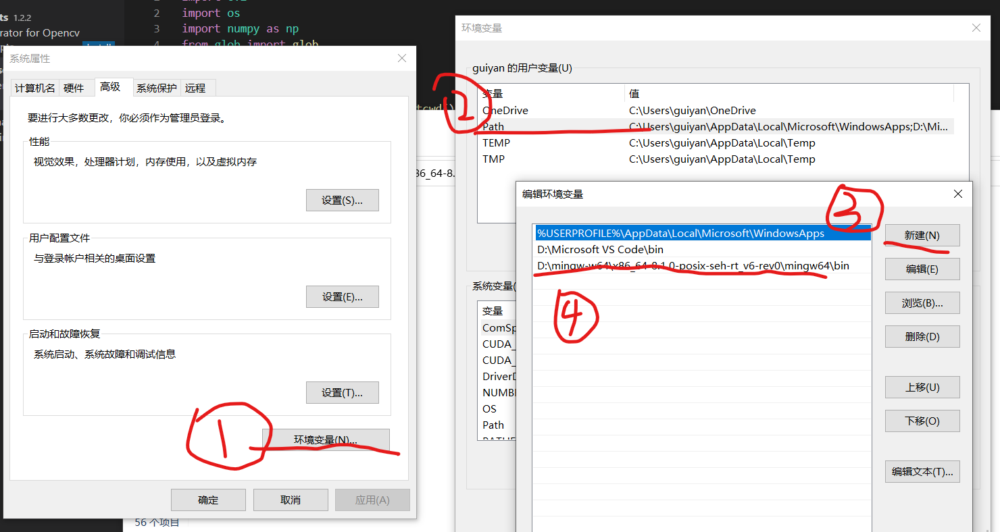 ts 1.2.2
rator for Opencv
2 import os
3 import numpy as np
4 from glob import glob
系统属性
计算机名 硬件 高级 系统保护 远程
要进行大多数更改，你必须作为管理员登录。
性能
视觉效果，处理器计划，内存使用，以及虚拟内存
设置(S)...
用户配置文件
与登录帐户相关的桌面设置
设置(E)...
启动和故障恢复
系统启动、系统故障和调试信息
设置(T)...
1
环境变量(N)...
确定 取消 应用(A)
56 个项目
tcwd()
86_64-8.
环境变量
guiyan 的用户变量(U)
2
变量 值
OneDrive C:\Users\guiyan\OneDrive
Path C:\Users\guiyan\AppData\Local\Microsoft\WindowsApps;D:\Mi...
TEMP C:\Users\guiyan\AppData\Local\Temp
TMP C:\Users\guiyan\AppData\Local\Temp
系统变量(
变量
ComSp
CUDA_
CUDA_
DriverD
NUMBE
OS
Path
编辑环境变量
3
%USERPROFILE%\AppData\Local\Microsoft\WindowsApps
D:\Microsoft VS Code\bin
D:\mingw-w64\x86_64-8.1.0-posix-seh-rt_v6-rev0\mingw64\bin
4
新建(N)
编辑(E)
浏览(B)...
删除(D)
上移(U)
下移(O)
编辑文本(T)...